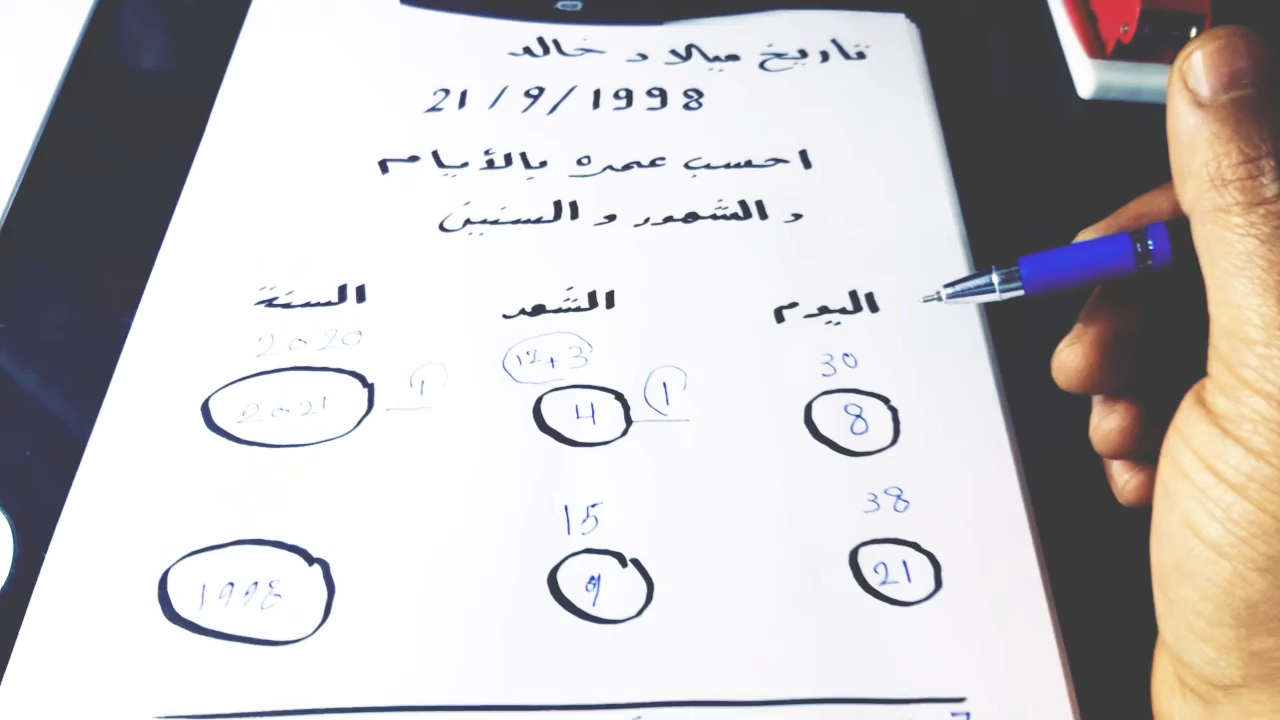 تاريخ ميلاد خالد
21/9/1998
احسب عمره بالأيام
و الشهور و السنين
اليوم الشهر السنة
30 12+3 2020
8 1 4 1 2021
38 15
21 9 1998